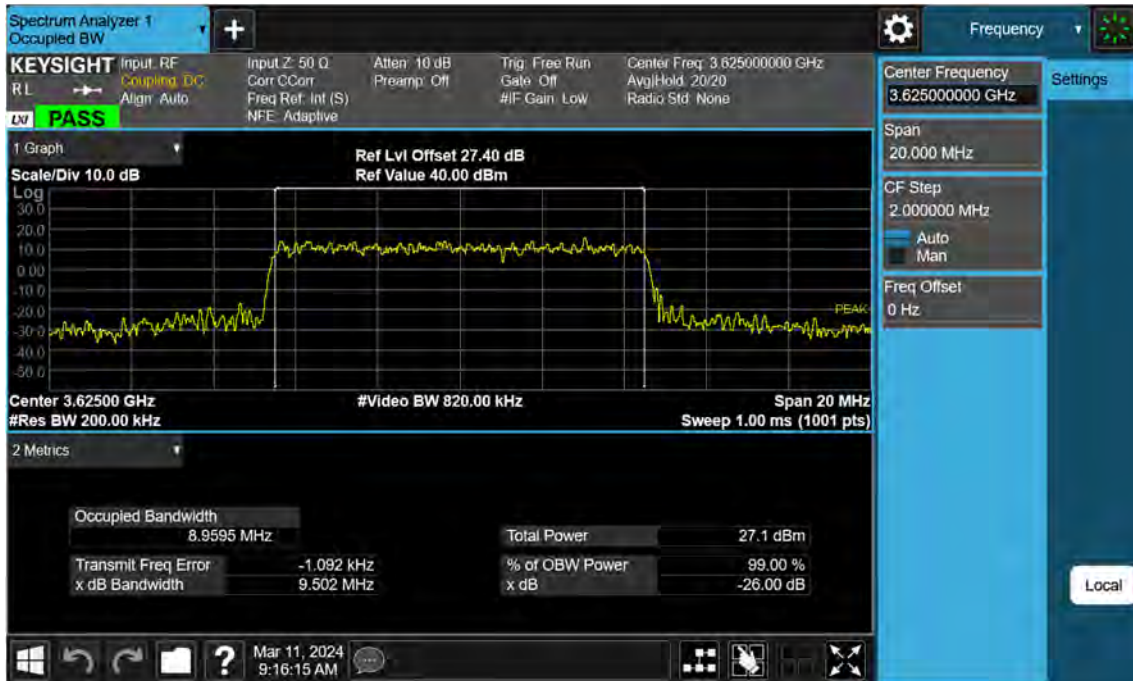 Spectrum Analyzer 1
Occupied BW
+
Frequency
KEYSIGHT
RL
LXI
PASS
Input: RF
Coupling: DC
Align: Auto
Input Z: 50 Ω
Corr CCorr
Freq Ref: Int (S)
NFE: Adaptive
Atten: 10 dB
Preamp: Off
Trig: Free Run
Gate: Off
#IF Gain: Low
Center Freq: 3.625000000 GHz
Avg|Hold: 20/20
Radio Std: None
1 Graph
Scale/Div 10.0 dB
Ref Lvl Offset 27.40 dB
Ref Value 40.00 dBm
Log
30.0
20.0
10.0
0.00
-10.0
-20.0
-30.0
-40.0
-50.0
PEAK
Center 3.62500 GHz
#Res BW 200.00 kHz
#Video BW 820.00 kHz
Span 20 MHz
Sweep 1.00 ms (1001 pts)
2 Metrics
Occupied Bandwidth
8.9595 MHz
Transmit Freq Error -1.092 kHz
x dB Bandwidth 9.502 MHz
Total Power 27.1 dBm
% of OBW Power 99.00 %
x dB -26.00 dB
Center Frequency
3.625000000 GHz
Span
20.000 MHz
CF Step
2.000000 MHz
Auto
Man
Freq Offset
0 Hz
Settings
Local
?
Mar 11, 2024
9:16:15 AM